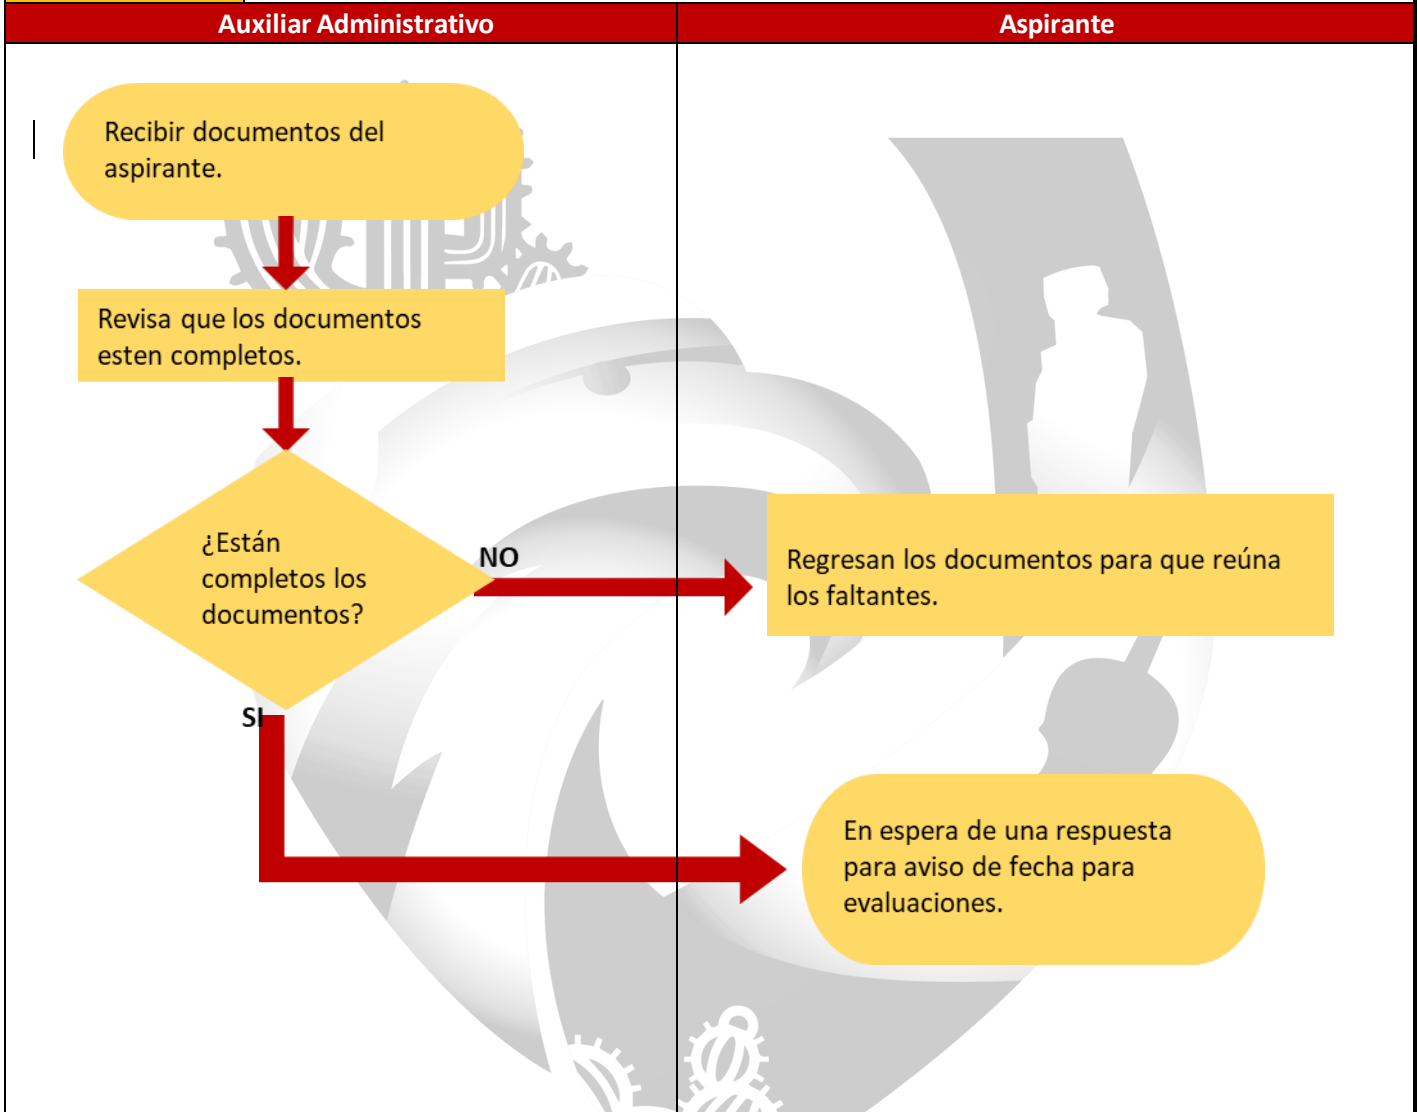 Auxiliar Administrativo
Aspirante
Recibir documentos del
aspirante.
Revisa que los documentos
esten completos.
¿Están
completos los
documentos?
NO
Regresan los documentos para que reúna
los faltantes.
SI
En espera de una respuesta
para aviso de fecha para
evaluaciones.